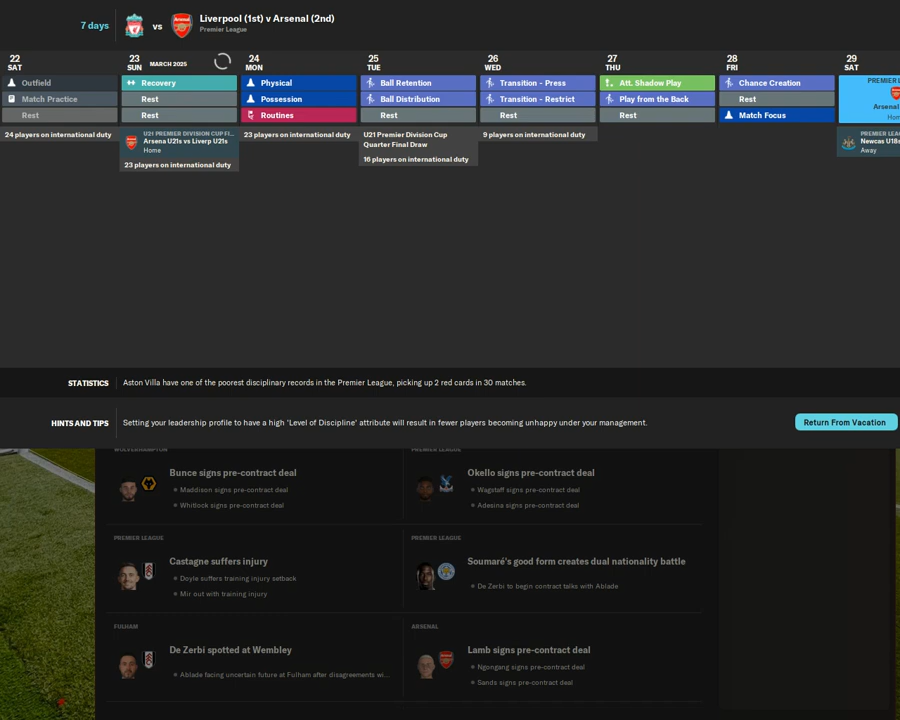 7 days
vs
Liverpool (1st) v Arsenal (2nd)
Premier League
22
SAT
23
SUN MARCH 2025
24
MON
25
TUE
26
WED
27
THU
28
FRI
29
SAT
Outfield
Match Practice
Rest
Recovery
Rest
Rest
Physical
Possession
Routines
Ball Retention
Ball Distribution
Rest
Transition - Press
Transition - Restrict
Rest
Att. Shadow Play
Play from the Back
Rest
Chance Creation
Rest
Match Focus
PREMIER L
Arsenal
Hom
24 players on international duty
U21 PREMIER DIVISION CUP FI...
Arsena U21s vs Liverp U21s
Home
23 players on international duty
23 players on international duty
U21 Premier Division Cup
Quarter Final Draw
16 players on international duty
9 players on international duty
PREMIER LEA
Newcas U18s
Away
STATISTICS
Aston Villa have one of the poorest disciplinary records in the Premier League, picking up 2 red cards in 30 matches.
HINTS AND TIPS
Setting your leadership profile to have a high 'Level of Discipline' attribute will result in fewer players becoming unhappy under your management.
Return From Vacation
WOLVERHAMPTON
Bunce signs pre-contract deal
Maddison signs pre-contract deal
Whitlock signs pre-contract deal
PREMIER LEAGUE
Okello signs pre-contract deal
Wagstaff signs pre-contract deal
Adesina signs pre-contract deal
PREMIER LEAGUE
Castagne suffers injury
Doyle suffers training injury setback
Mir out with training injury
PREMIER LEAGUE
Soumaré's good form creates dual nationality battle
De Zerbi to begin contract talks with Ablade
FULHAM
De Zerbi spotted at Wembley
Ablade facing uncertain future at Fulham after disagreements wi...
ARSENAL
Lamb signs pre-contract deal
Ngongang signs pre-contract deal
Sands signs pre-contract deal